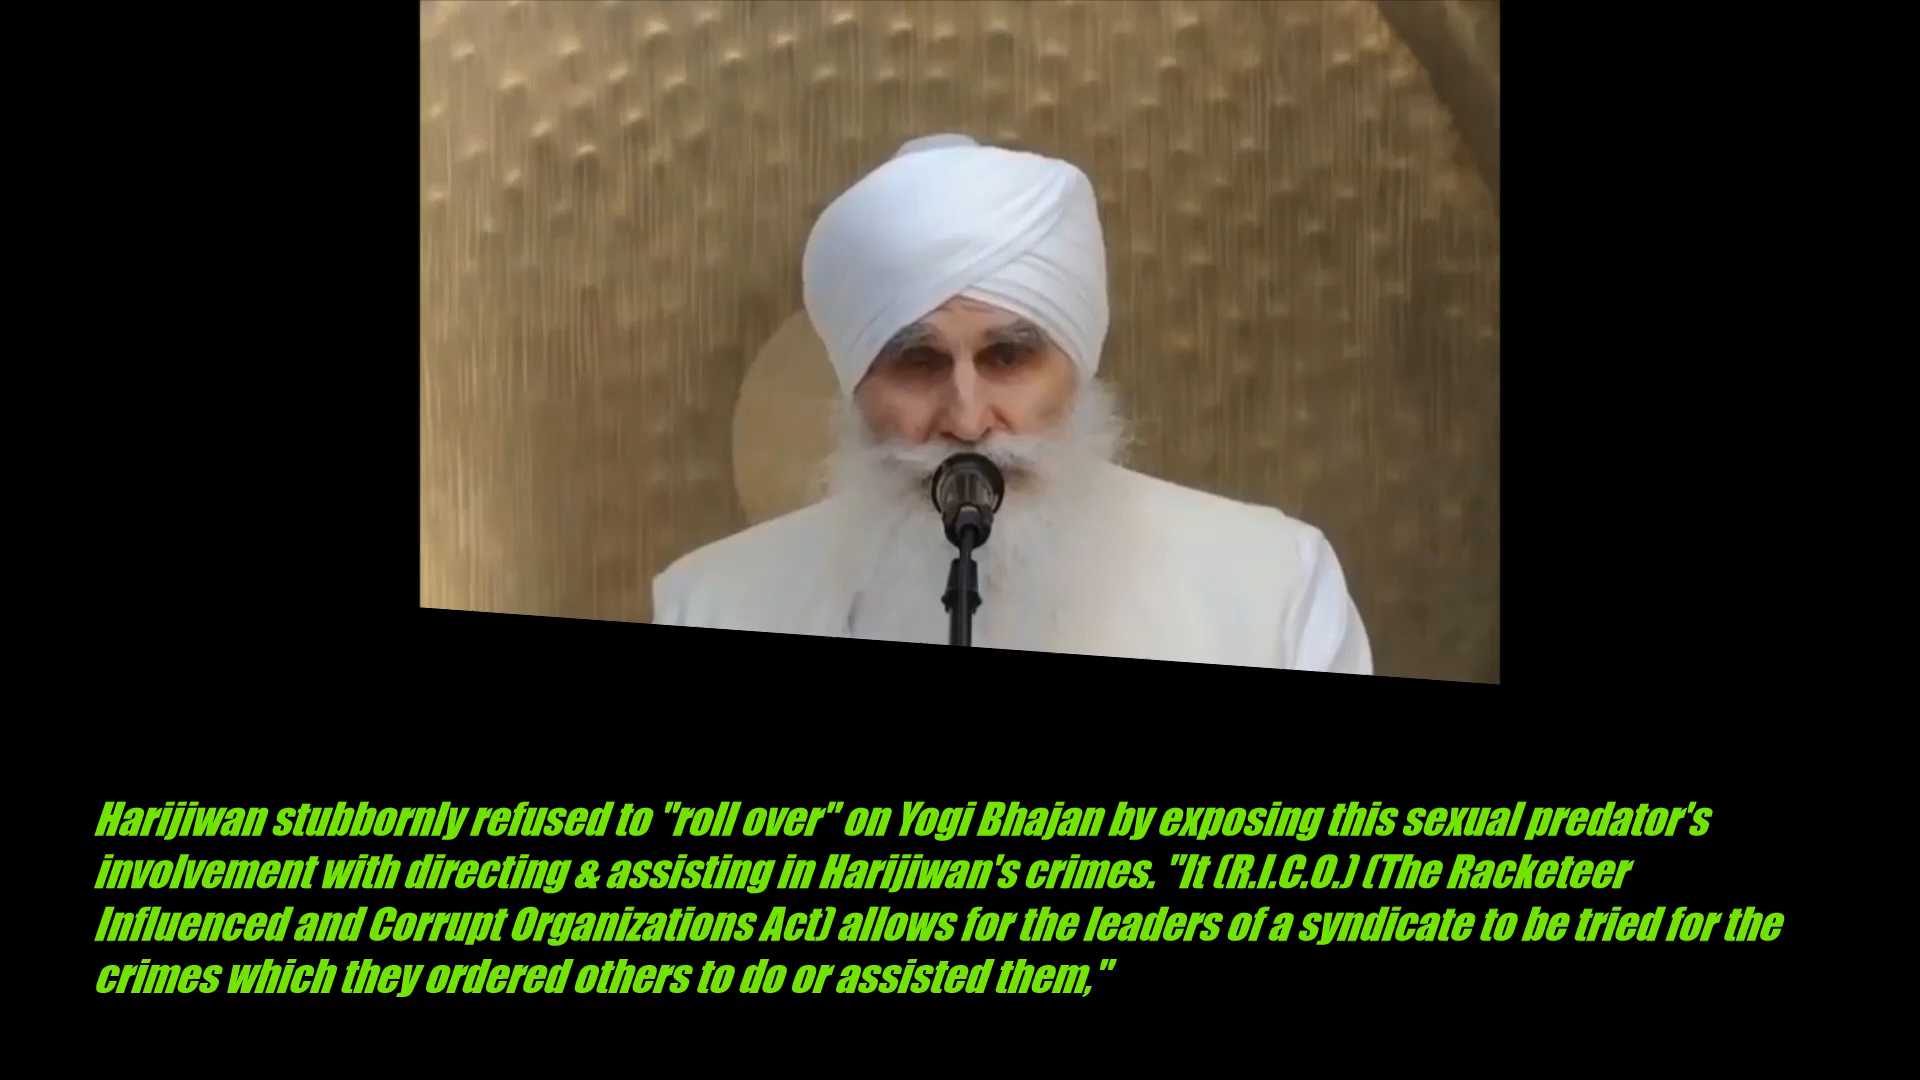 Harijiwan stubbornly refused to "roll over" on Yogi Bhajan by exposing this sexual predator's
involvement with directing & assisting in Harijiwan's crimes. "It (R.I.C.O.) (The Racketeer
Influenced and Corrupt Organizations Act) allows for the leaders of a syndicate to be tried for the
crimes which they ordered others to do or assisted them,"